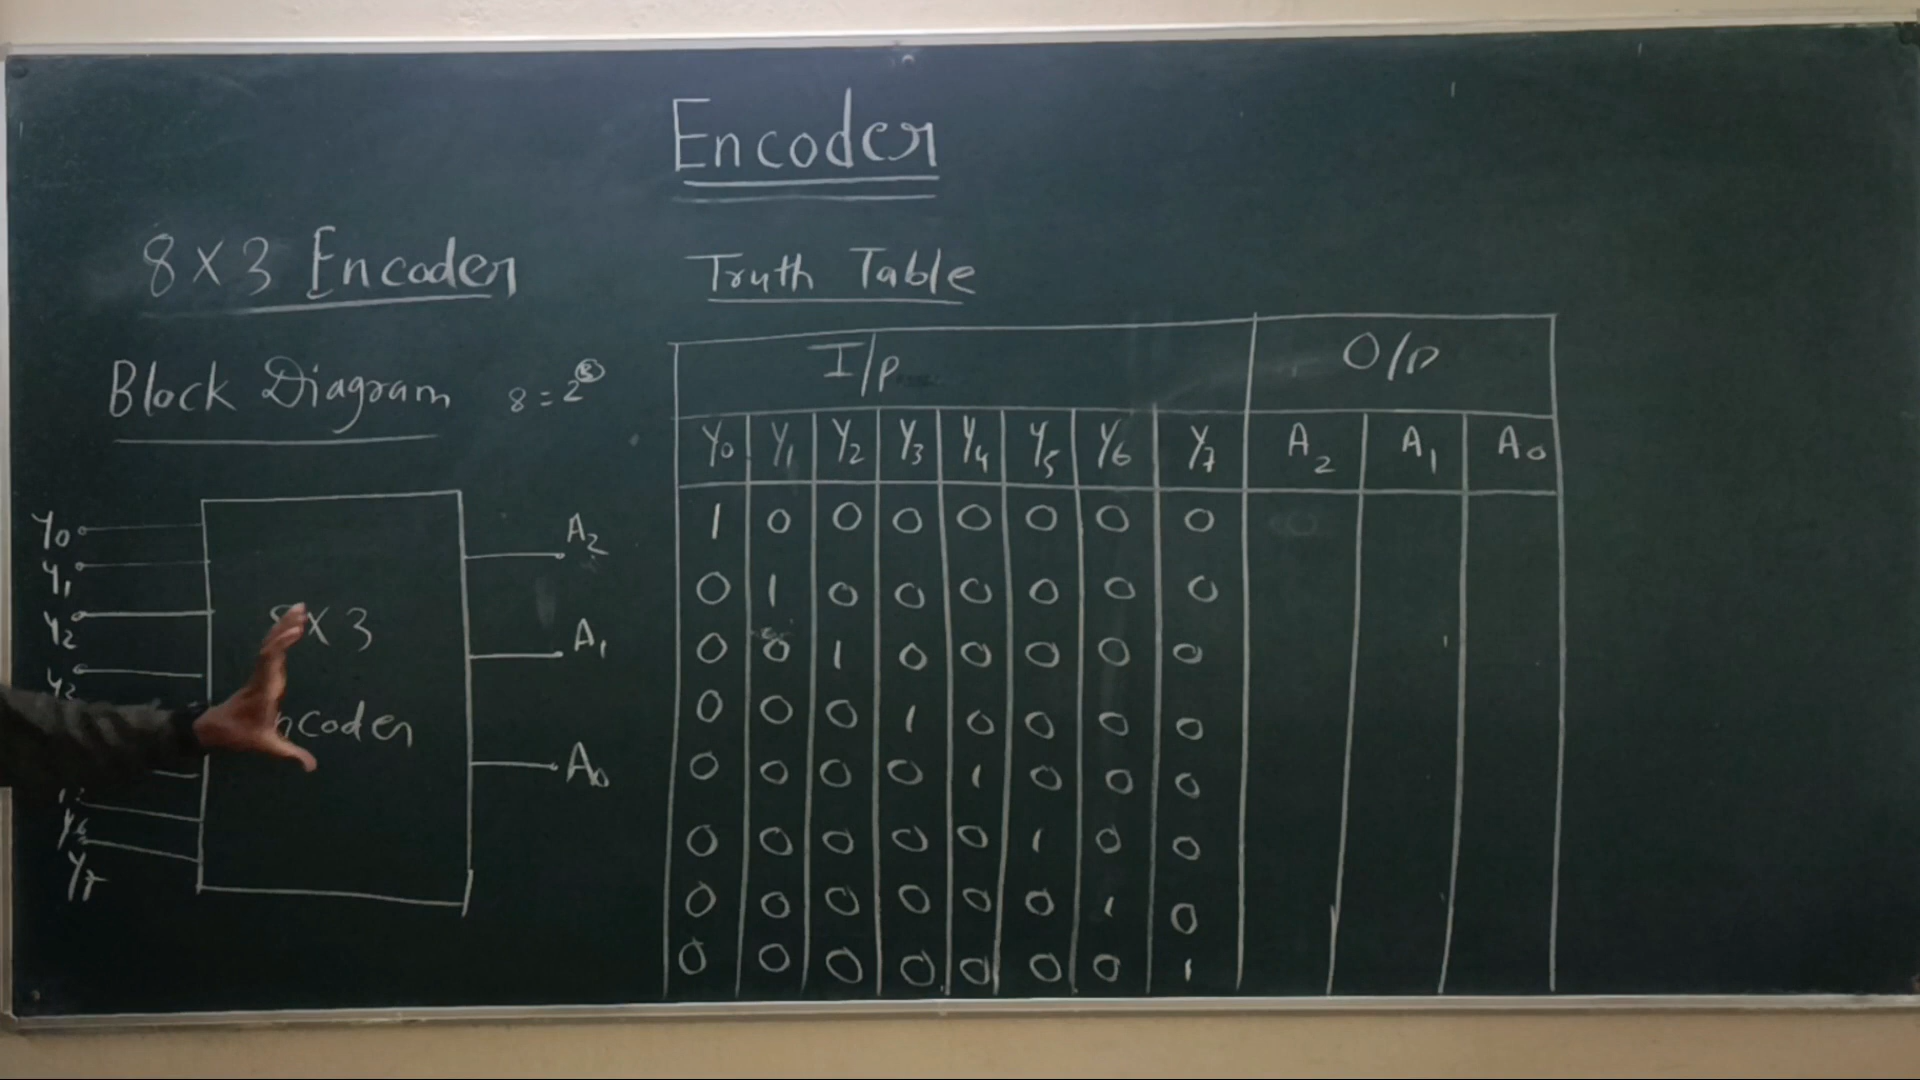 Encoder
8 X 3 Encoder
Block Diagram 8 = 2³
Y₀
Y₁
Y₂
Y₃
Y₆
Y₇
X 3
ncoder
A₂
A₁
A₀
Truth Table
I/P O/P
Y₀ Y₁ Y₂ Y₃ Y₄ Y₅ Y₆ Y₇ A₂ A₁ A₀
1 0 0 0 0 0 0 0
0 1 0 0 0 0 0 0
0 0 1 0 0 0 0 0
0 0 0 1 0 0 0 0
0 0 0 0 1 0 0 0
0 0 0 0 0 1 0 0
0 0 0 0 0 0 1 0
0 0 0 0 0 0 0 1